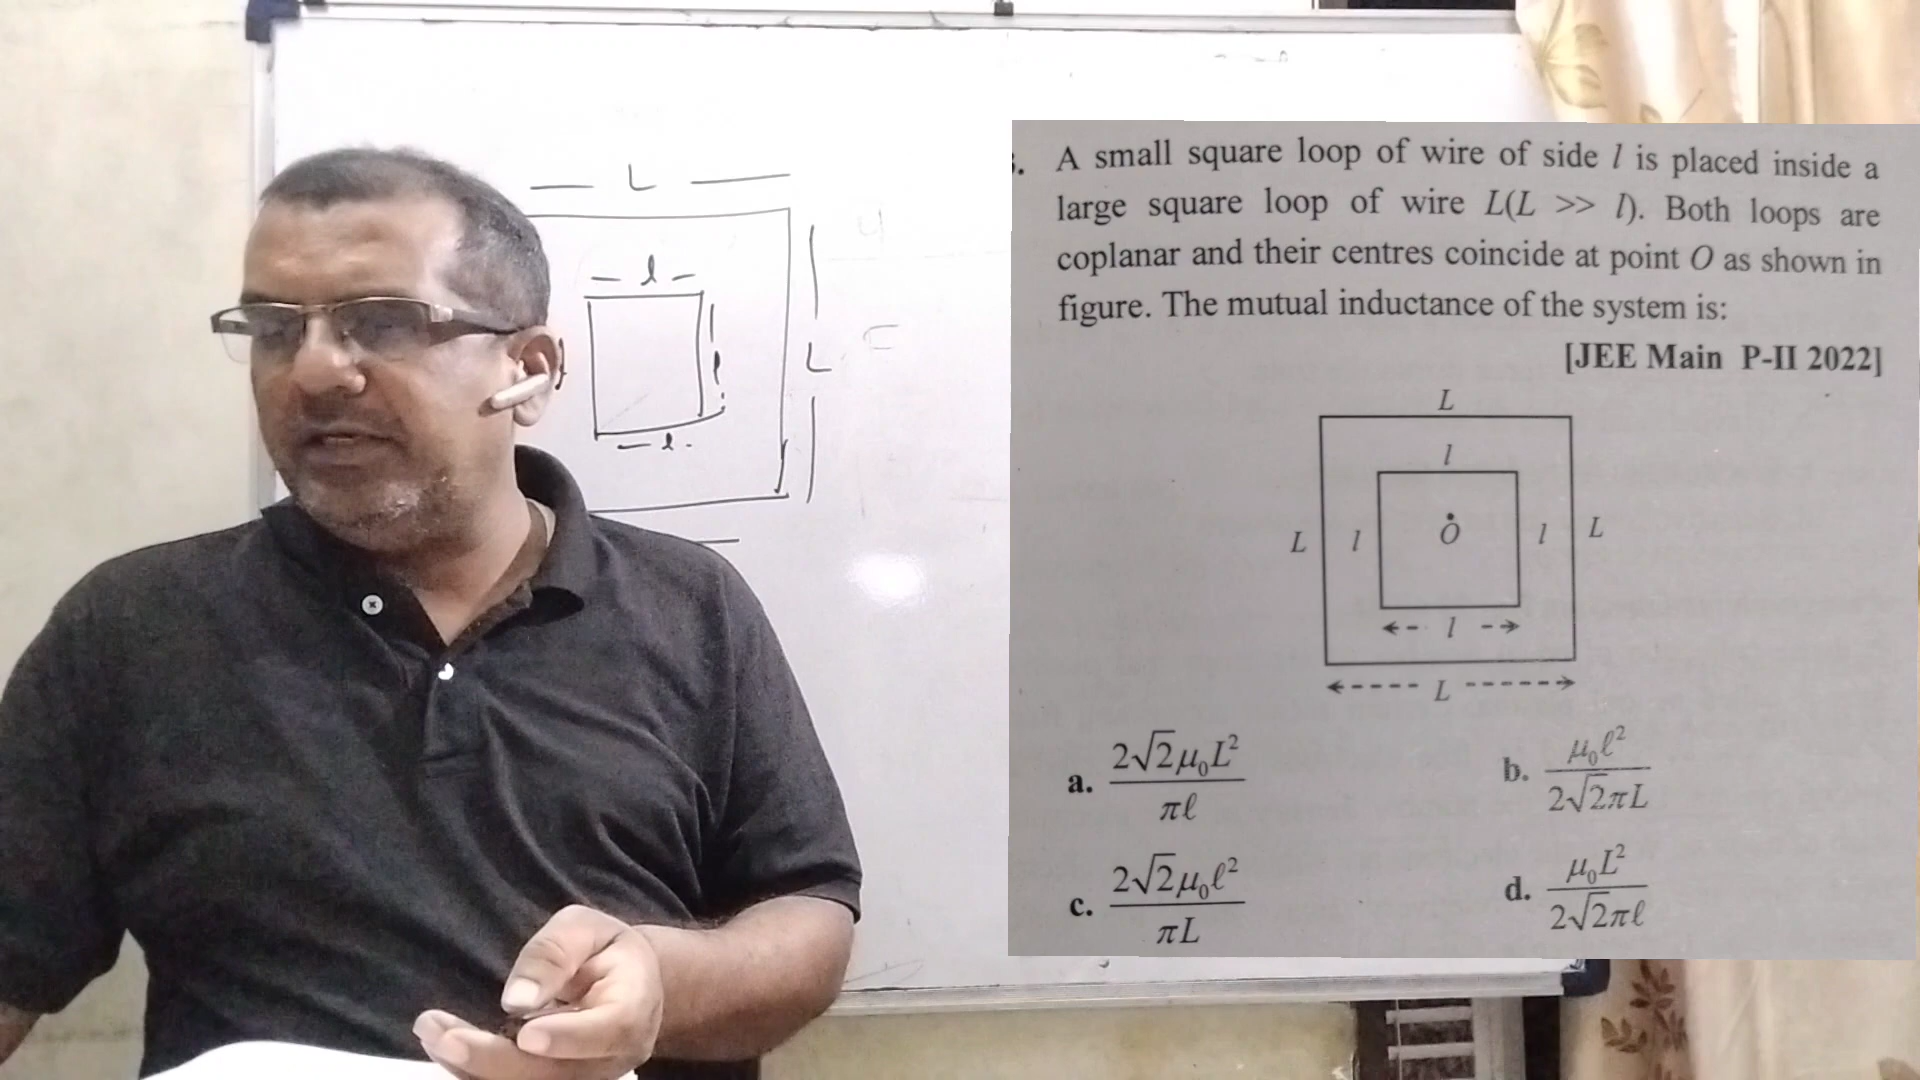 L
l
L
l
A small square loop of wire of side l is placed inside a
large square loop of wire L(L >> l). Both loops are
coplanar and their centres coincide at point O as shown in
figure. The mutual inductance of the system is:
[JEE Main P-II 2022]
L
l
L l O l L
l
L
a. 2√2μ₀L²/πℓ
b. μ₀ℓ²/2√2πL
c. 2√2μ₀ℓ²/πL
d. μ₀L²/2√2πℓ